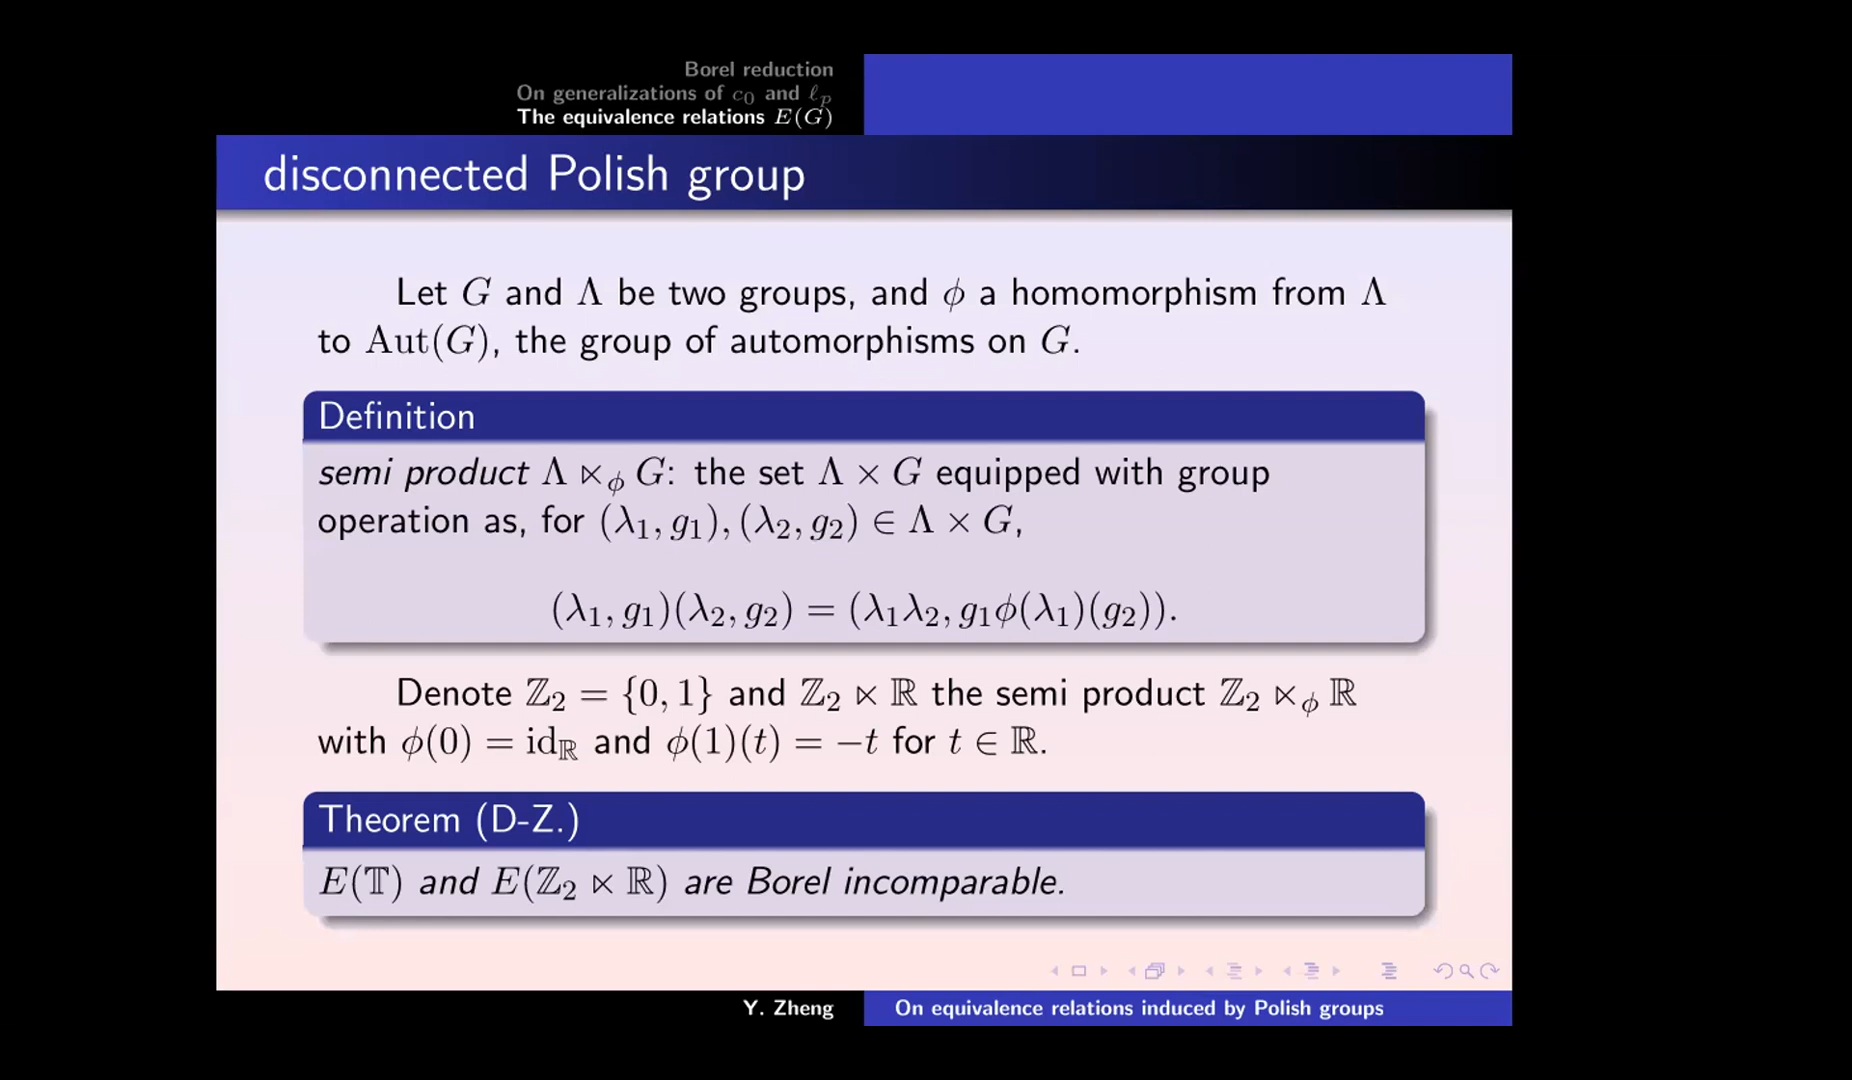 Borel reduction
On generalizations of c₀ and ℓₚ
The equivalence relations E(G)
disconnected Polish group
Let G and Λ be two groups, and ϕ a homomorphism from Λ
to Aut(G), the group of automorphisms on G.
Definition
semi product Λ ⋉_ϕ G: the set Λ × G equipped with group
operation as, for (λ₁, g₁), (λ₂, g₂) ∈ Λ × G,
(λ₁, g₁)(λ₂, g₂) = (λ₁λ₂, g₁ϕ(λ₁)(g₂)).
Denote ℤ₂ = {0, 1} and ℤ₂ ⋉ ℝ the semi product ℤ₂ ⋉_ϕ ℝ
with ϕ(0) = id_ℝ and ϕ(1)(t) = −t for t ∈ ℝ.
Theorem (D-Z.)
E(𝕋) and E(ℤ₂ ⋉ ℝ) are Borel incomparable.
Y. Zheng
On equivalence relations induced by Polish groups